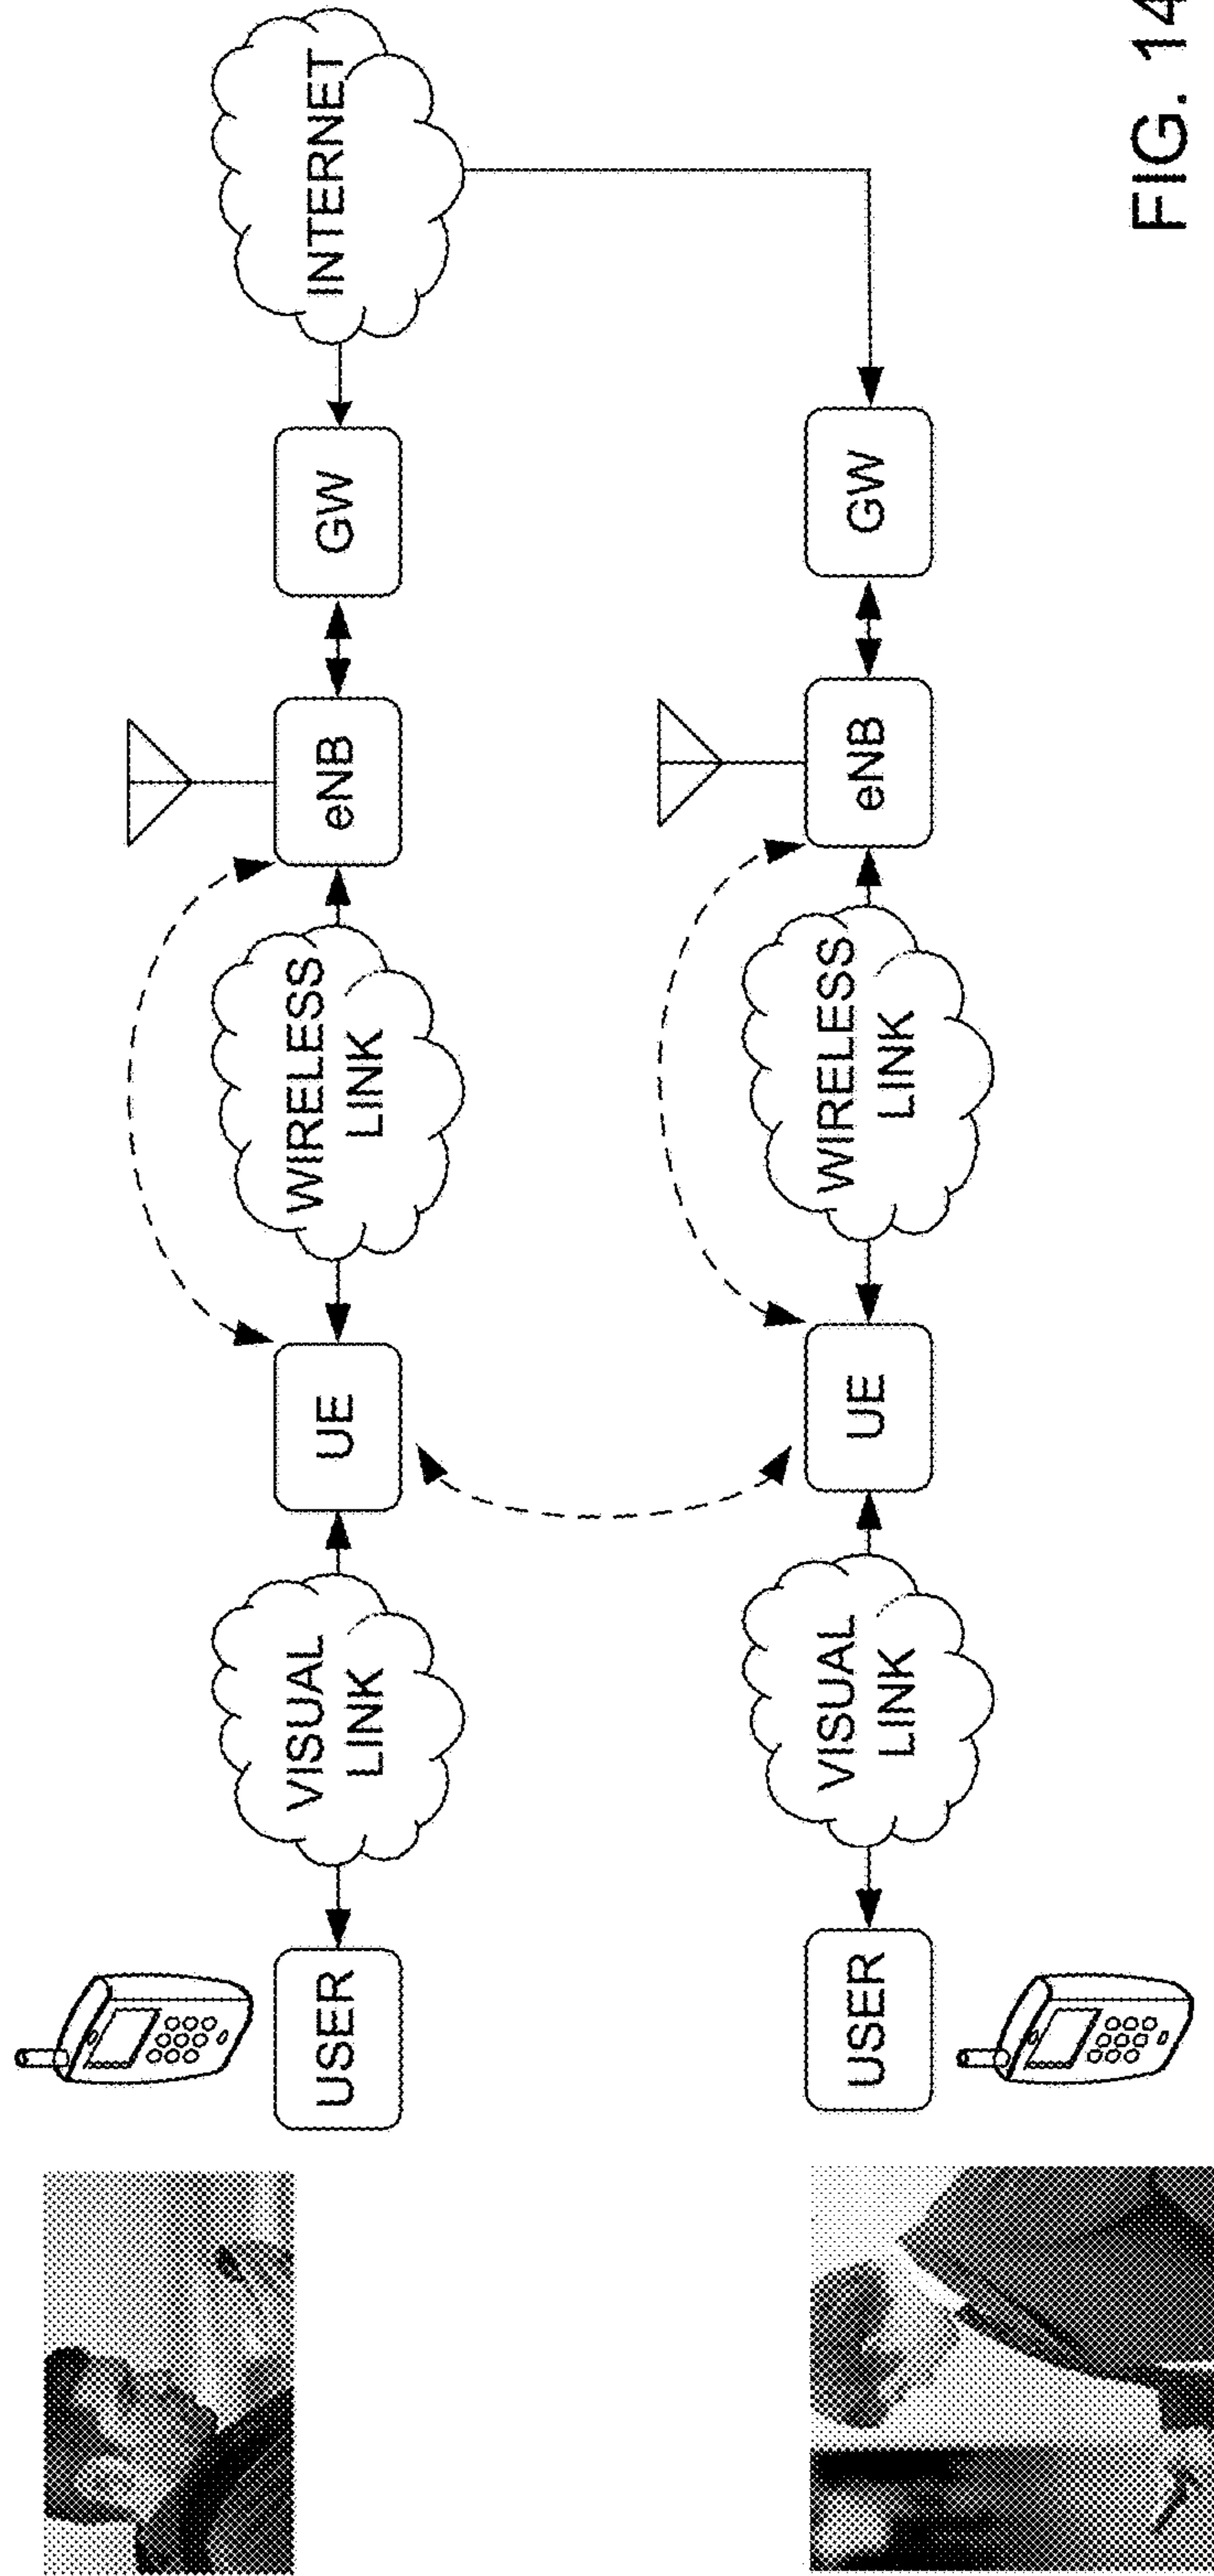 USER
VISUAL
LINK
UE
WIRELESS
LINK
eNB
GW
INTERNET
USER
VISUAL
LINK
UE
WIRELESS
LINK
eNB
GW
FIG. 14